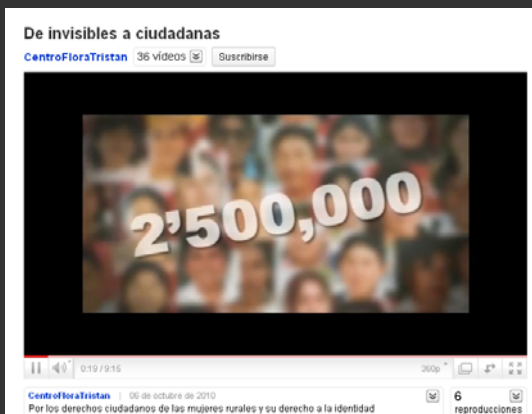 De invisibles a ciudadanas
CentroFloraTristan 36 vídeos Suscribirse
2'500,000
0:19 / 9:15 360p
CentroFloraTristan | 06 de octubre de 2010 6
Por los derechos ciudadanos de las mujeres rurales y su derecho a la identidad reproducciones